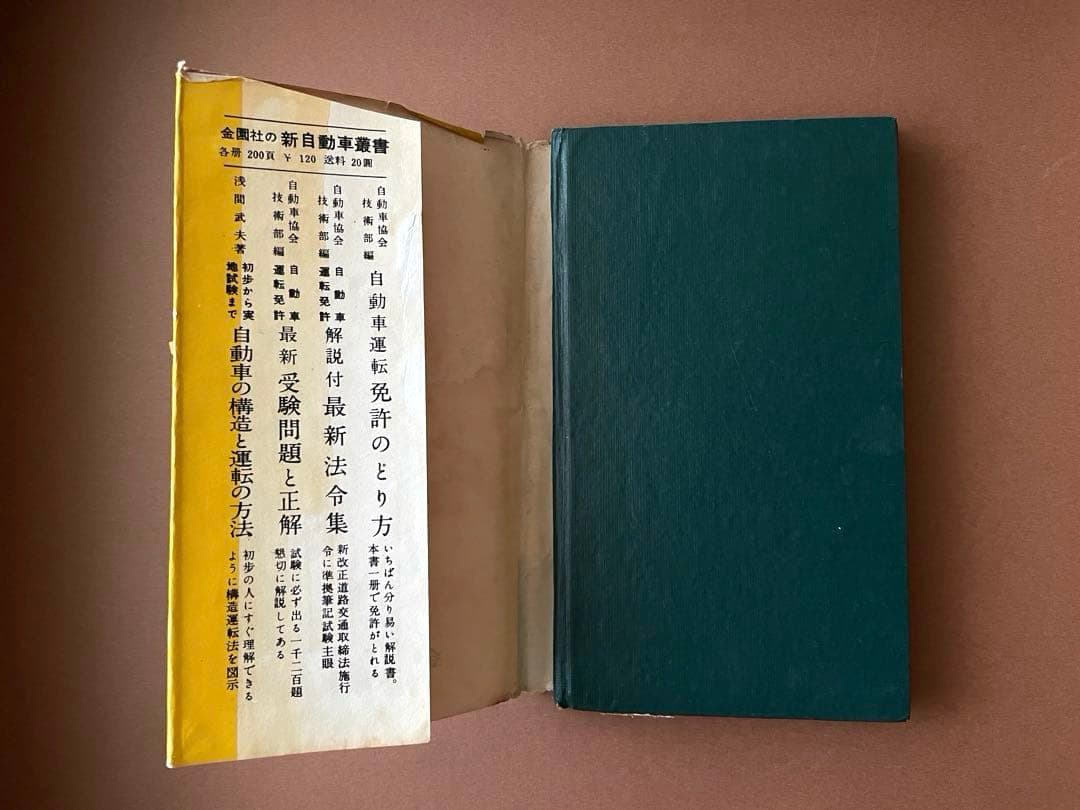 金園社の 新自動車叢書
各册 200頁 ¥ 120 送料 20圓
自動車協会
技術部編
自動車運転 免許のとり方
いちばん分り易い解説書。
本書一册で免許がとれる
自動車協会
技術部編
自動車
運転免許
解説付 最新法令集
新改正道路交通取締法施行
令に準拠筆記試験主眼
自動車協会
技術部編
自動車
運転免許
最新 受験問題と正解
試験に必ず出る一千二百題
懇切に解説してある
浅間武夫著
初歩から実
地試験まで
自動車の構造と運転の方法
初歩の人にすぐ理解できる
ように構造運転法を図示